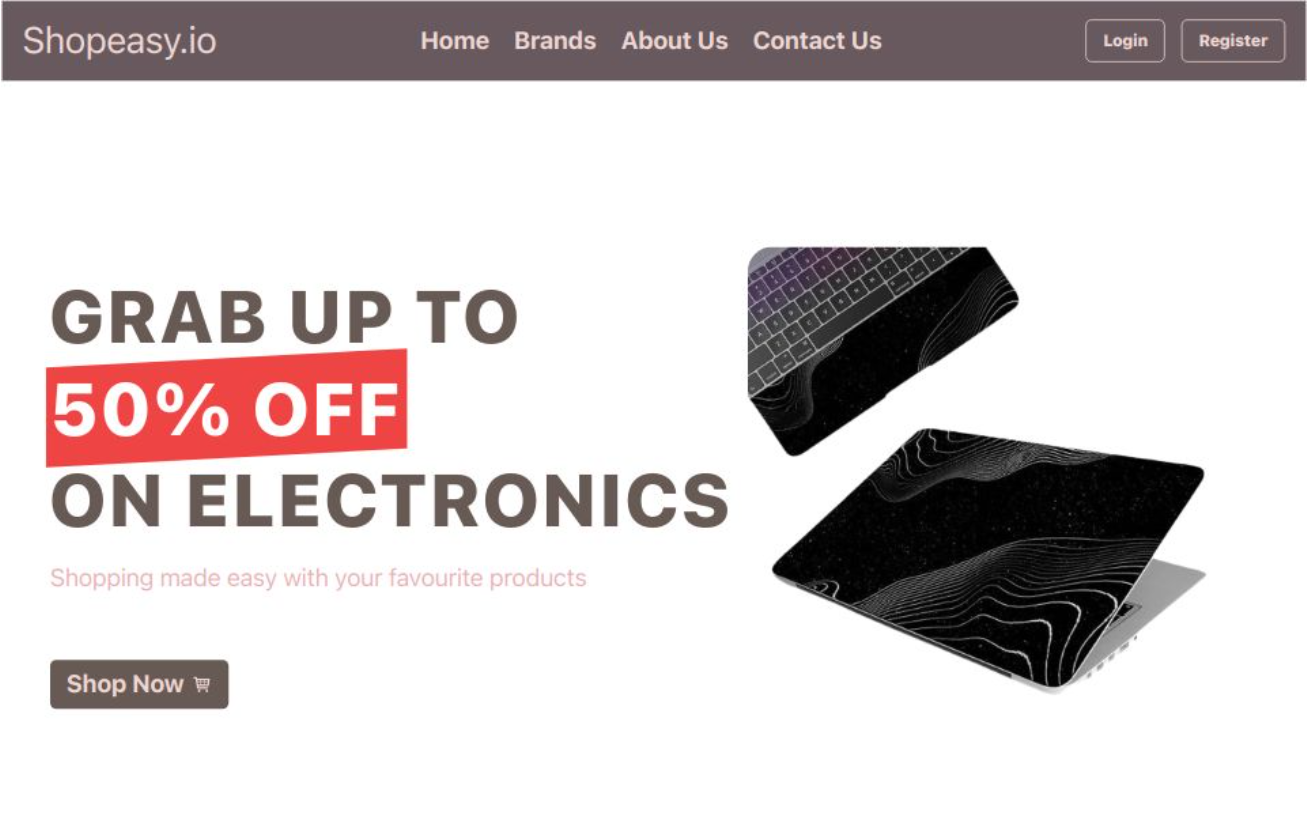 Shopeasy.io
Home Brands About Us Contact Us
Login Register
GRAB UP TO
50% OFF
ON ELECTRONICS
Shopping made easy with your favourite products
Shop Now